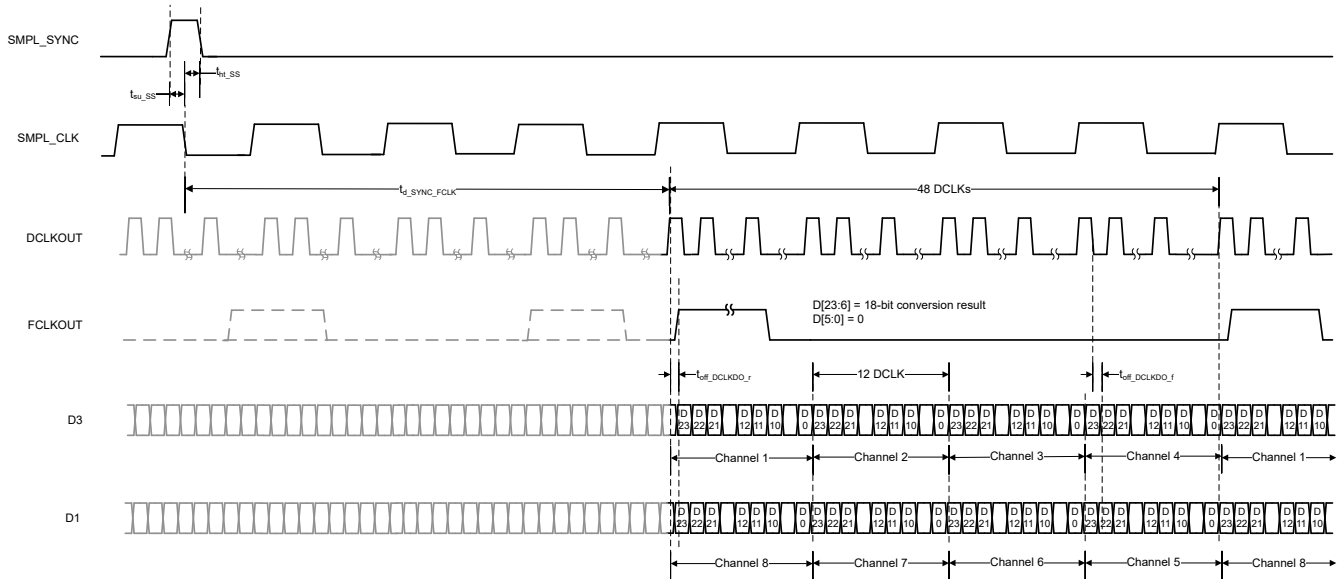 SMPL_SYNC
tht_SS
tsu_SS
SMPL_CLK
td_SYNC_FCLK
48 DCLKs
DCLKOUT
D[23:6] = 18-bit conversion result
D[5:0] = 0
FCLKOUT
toff_DCLKDO_r
12 DCLK
toff_DCLKDO_f
D3
D D D D D D D D D D D D D D D D D D D D D D D D D D D D D D D D D D
23 22 21 12 11 10 0 23 22 21 12 11 10 0 23 22 21 12 11 10 0 23 22 21 12 11 10 0 23 22 21 12 11 10
Channel 1 Channel 2 Channel 3 Channel 4 Channel 1
D1
D D D D D D D D D D D D D D D D D D D D D D D D D D D D D D D D D D
23 22 21 12 11 10 0 23 22 21 12 11 10 0 23 22 21 12 11 10 0 23 22 21 12 11 10 0 23 22 21 12 11 10
Channel 8 Channel 7 Channel 6 Channel 5 Channel 8